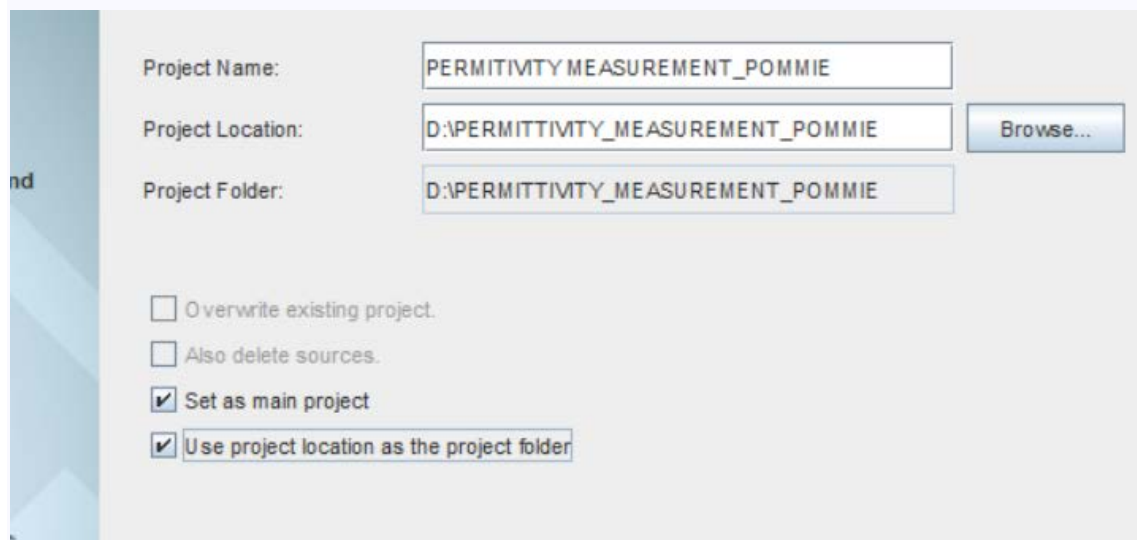 Project Name: PERMITIVITY MEASUREMENT_POMMIE
Project Location: D:\PERMITTIVITY_MEASUREMENT_POMMIE Browse...
nd
Project Folder: D:\PERMITTIVITY_MEASUREMENT_POMMIE
Overwrite existing project.
Also delete sources.
Set as main project
Use project location as the project folder